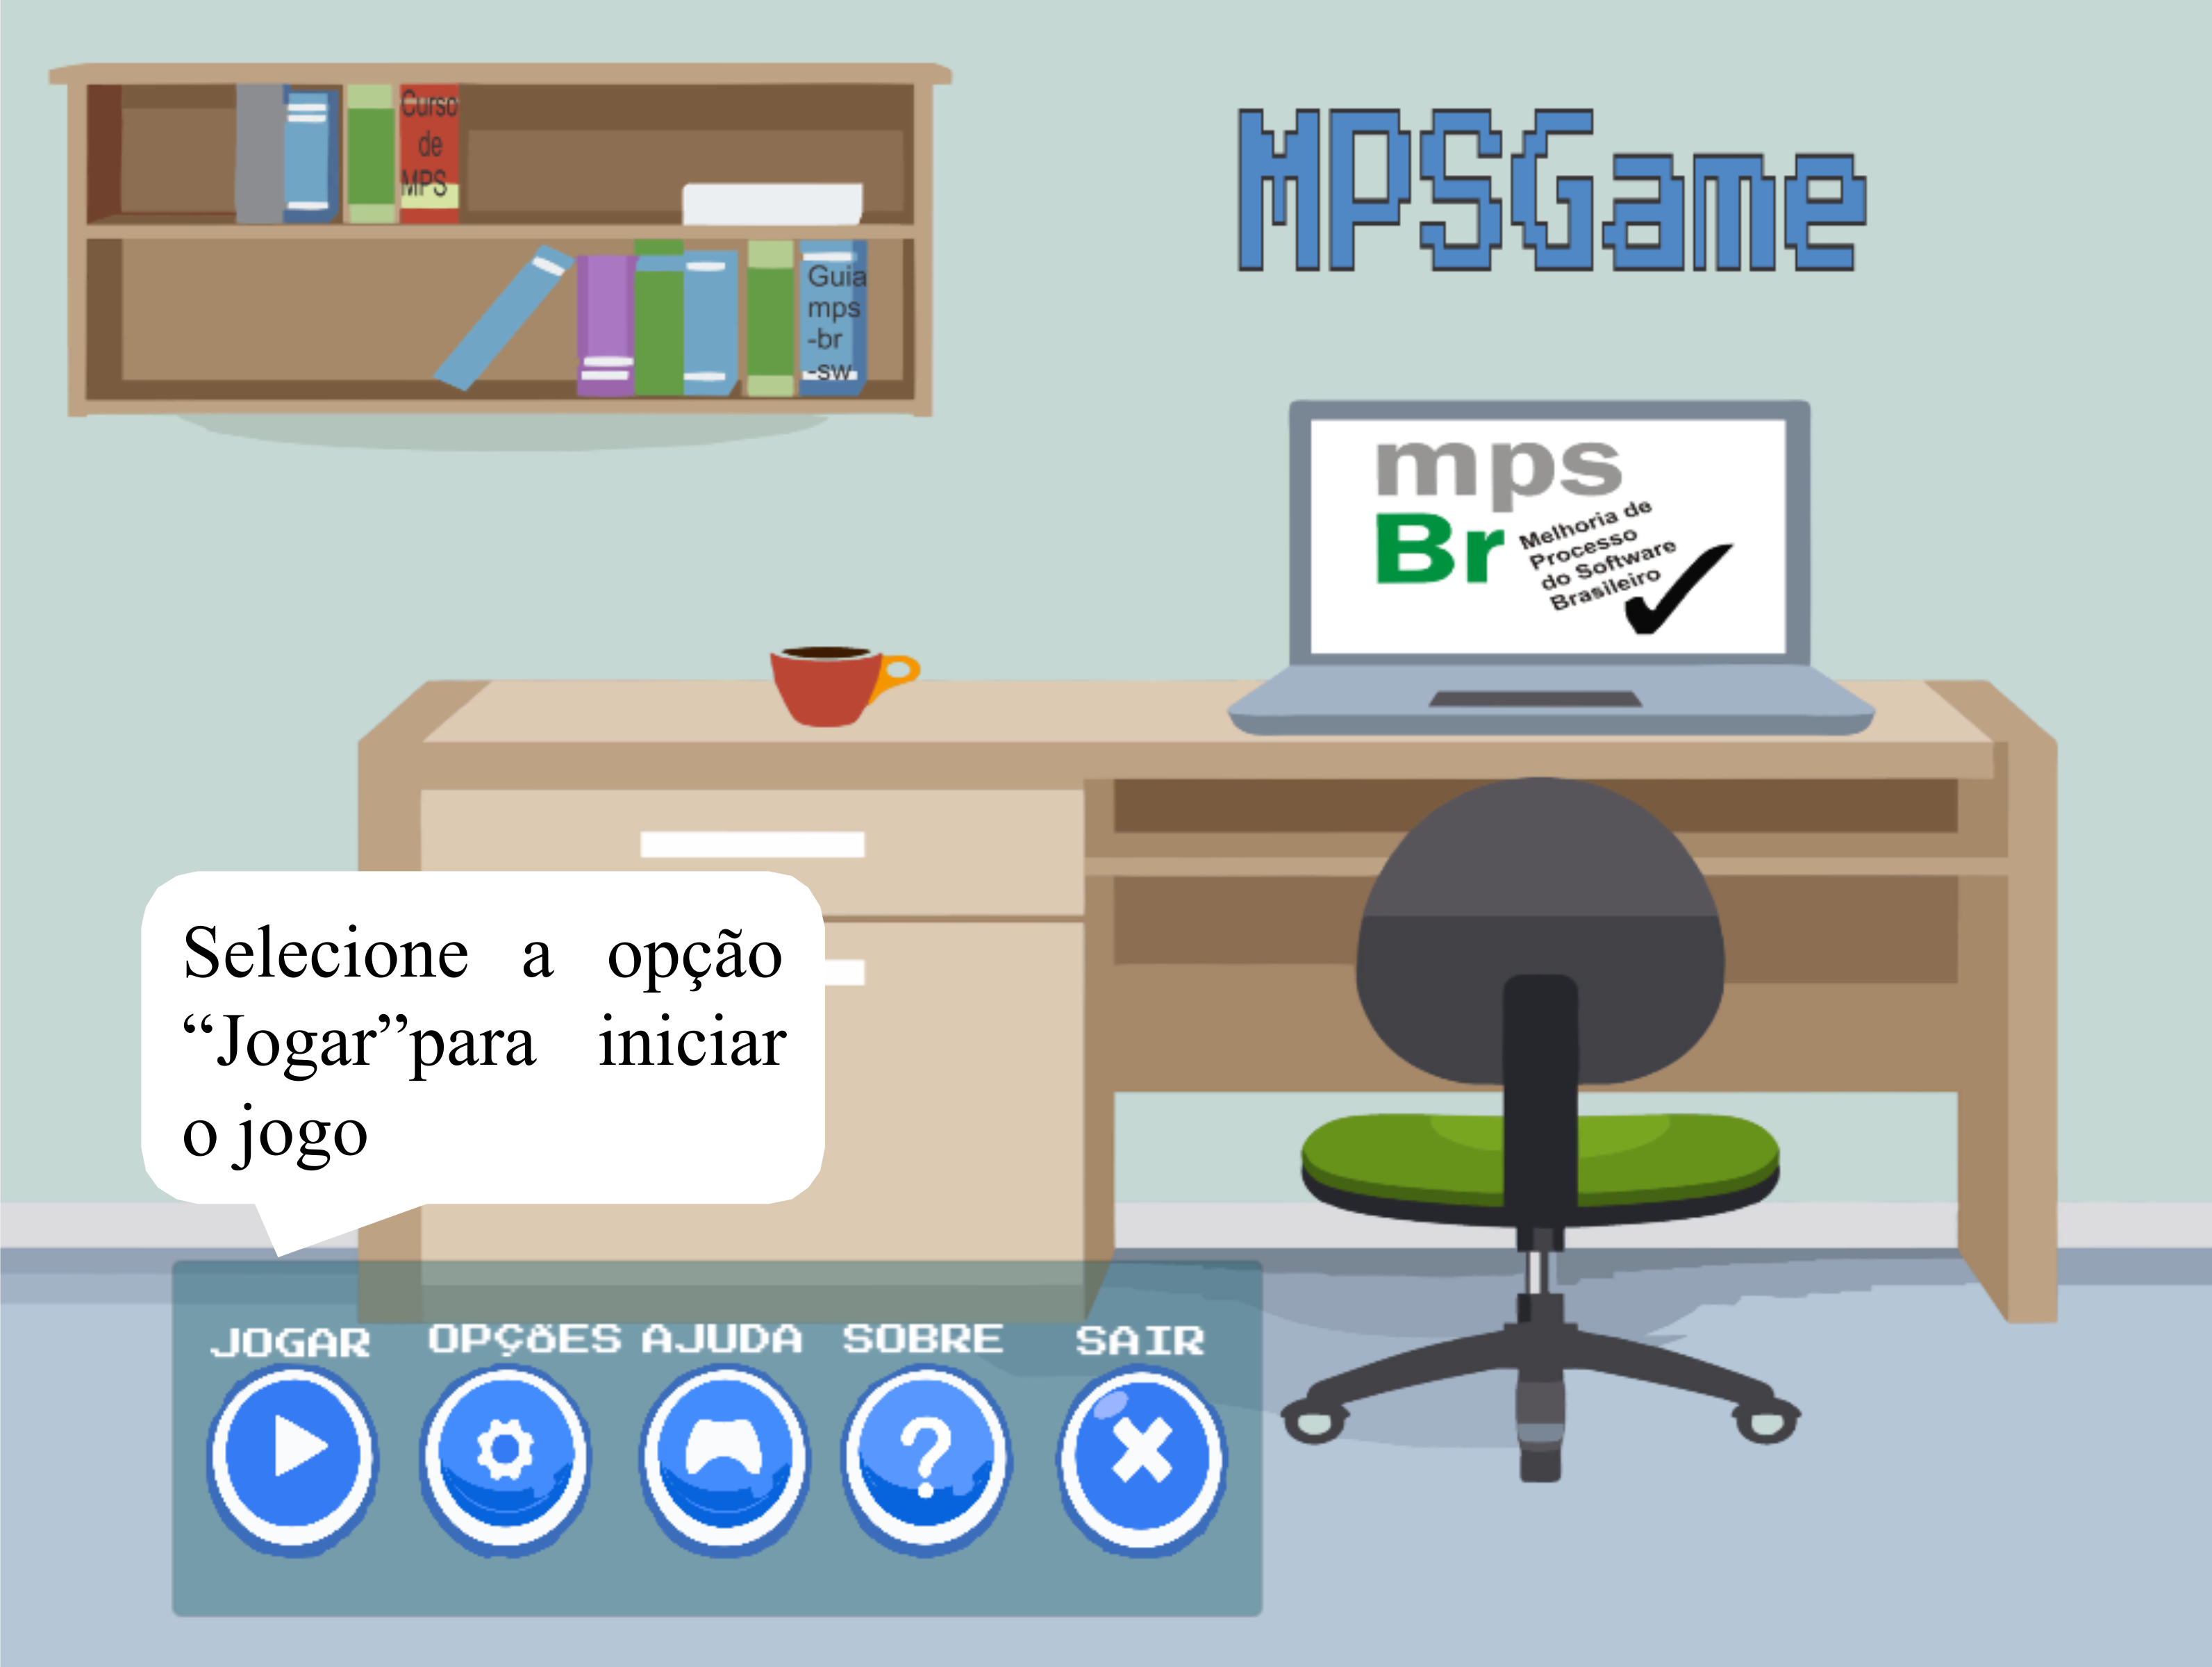 Curso
de
MPS
MPSGame
Guia
mps
-br
-sw
mps
Br
Melhoria de
Processo
do Software
Brasileiro
Selecione a opção
“Jogar”para iniciar
o jogo
JOGAR OPÇÕES AJUDA SOBRE SAIR